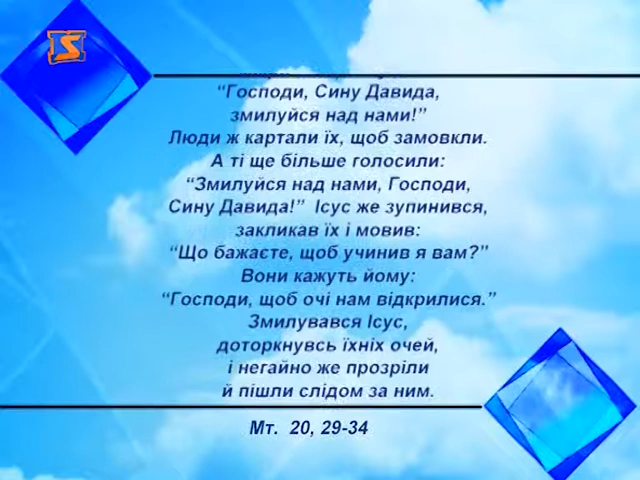 “Господи, Сину Давида,
змилуйся над нами!”
Люди ж картали їх, щоб замовкли.
А ті ще більше голосили:
“Змилуйся над нами, Господи,
Сину Давида!” Ісус же зупинився,
закликав їх і мовив:
“Що бажаєте, щоб учинив я вам?”
Вони кажуть йому:
“Господи, щоб очі нам відкрилися.”
Змилувався Ісус,
доторкнувсь їхніх очей,
і негайно же прозріли
й пішли слідом за ним.
Мт. 20, 29-34